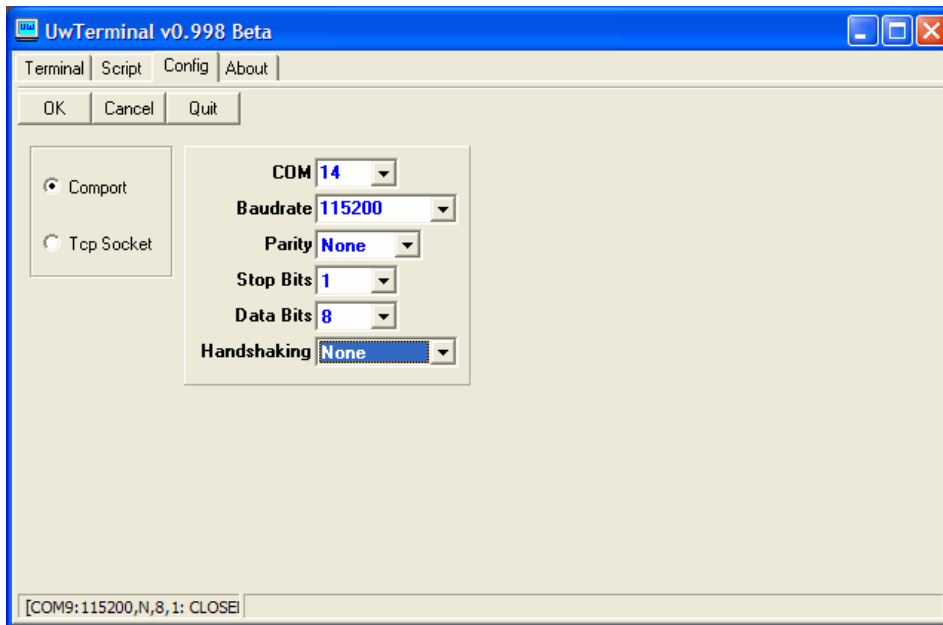 UwTerminal v0.998 Beta
Terminal Script Config About
OK Cancel Quit
Comport
Tcp Socket
COM 14
Baudrate 115200
Parity None
Stop Bits 1
Data Bits 8
Handshaking None
[COM9:115200,N,8,1: CLOSE